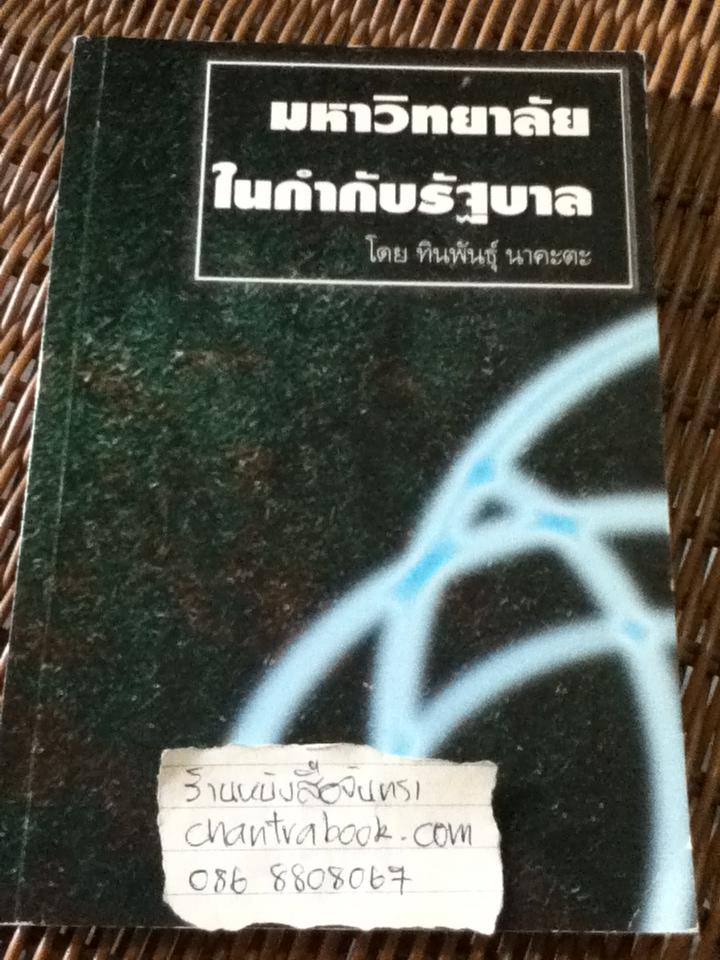 มหาวิทยาลัย
ในกำกับรัฐบาล
โดย ทินพันธุ์ นาคะตะ
ร้านหนังสือจันทรา
chantrabook.com
086 8808067